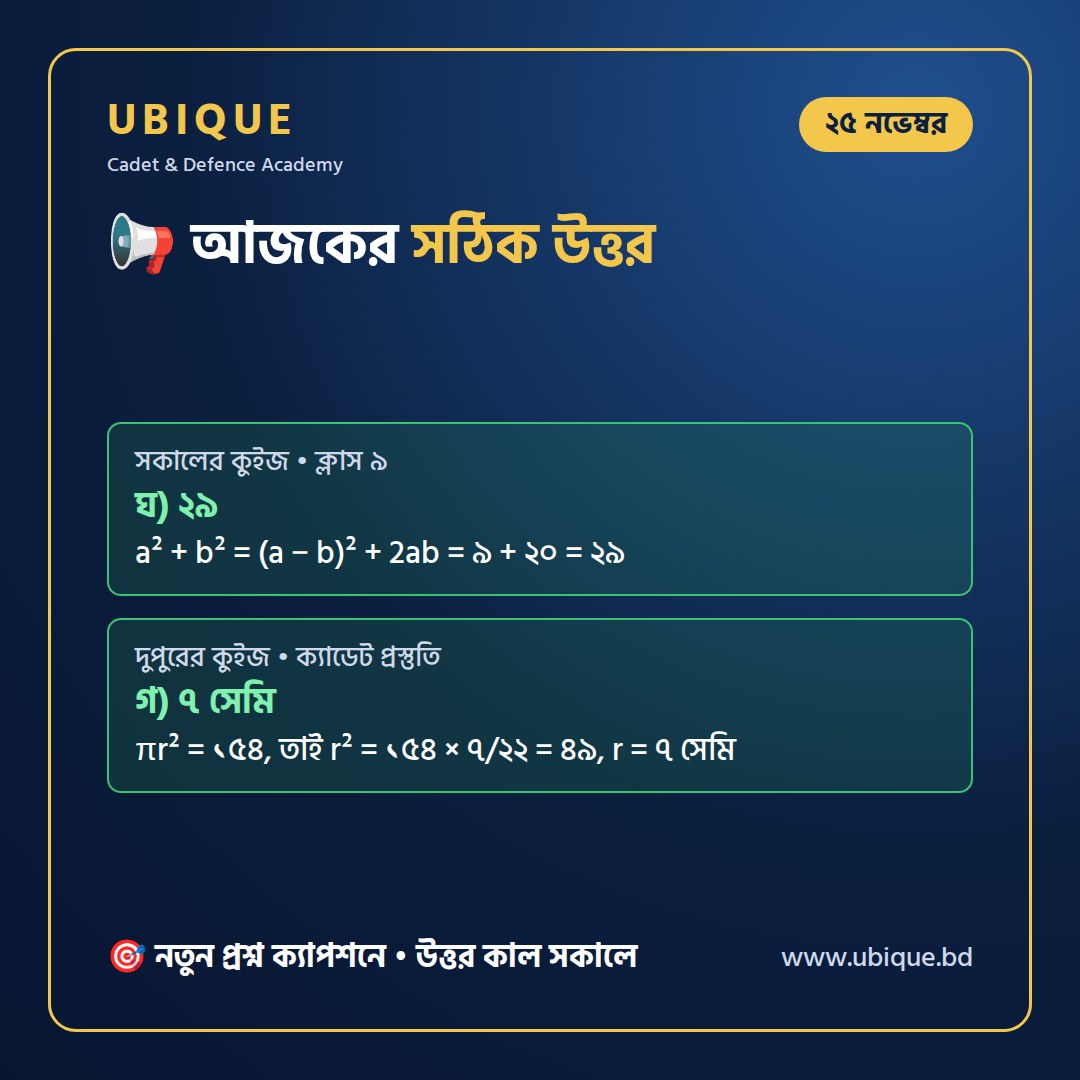 UBIQUE
২৫ নভেম্বর
Cadet & Defence Academy
📢 আজকের সঠিক উত্তর
সকালের কুইজ • ক্লাস ৯
ঘ) ২৯
a² + b² = (a − b)² + 2ab = ৯ + ২০ = ২৯
দুপুরের কুইজ • ক্যাডেট প্রস্তুতি
গ) ৭ সেমি
πr² = ১৫৪, তাই r² = ১৫৪ × ৭/২২ = ৪৯, r = ৭ সেমি
🎯 নতুন প্রশ্ন ক্যাপশনে • উত্তর কাল সকালে
www.ubique.bd